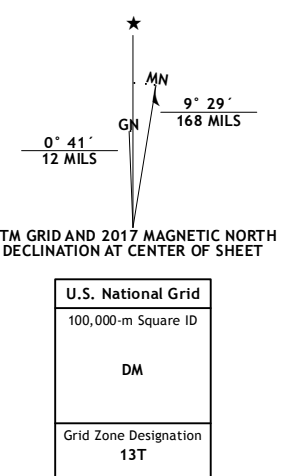 ★
MN
GN
9° 29´
168 MILS
0° 41´
12 MILS
TM GRID AND 2017 MAGNETIC NORTH
DECLINATION AT CENTER OF SHEET
U.S. National Grid
100,000-m Square ID
DM
Grid Zone Designation
13T